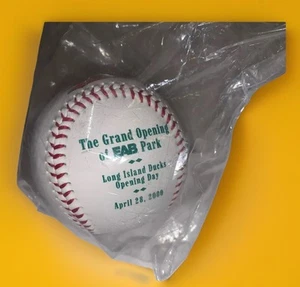 The Grand Opening
of EAB Park
Long Island Ducks
Opening Day
April 28, 2000